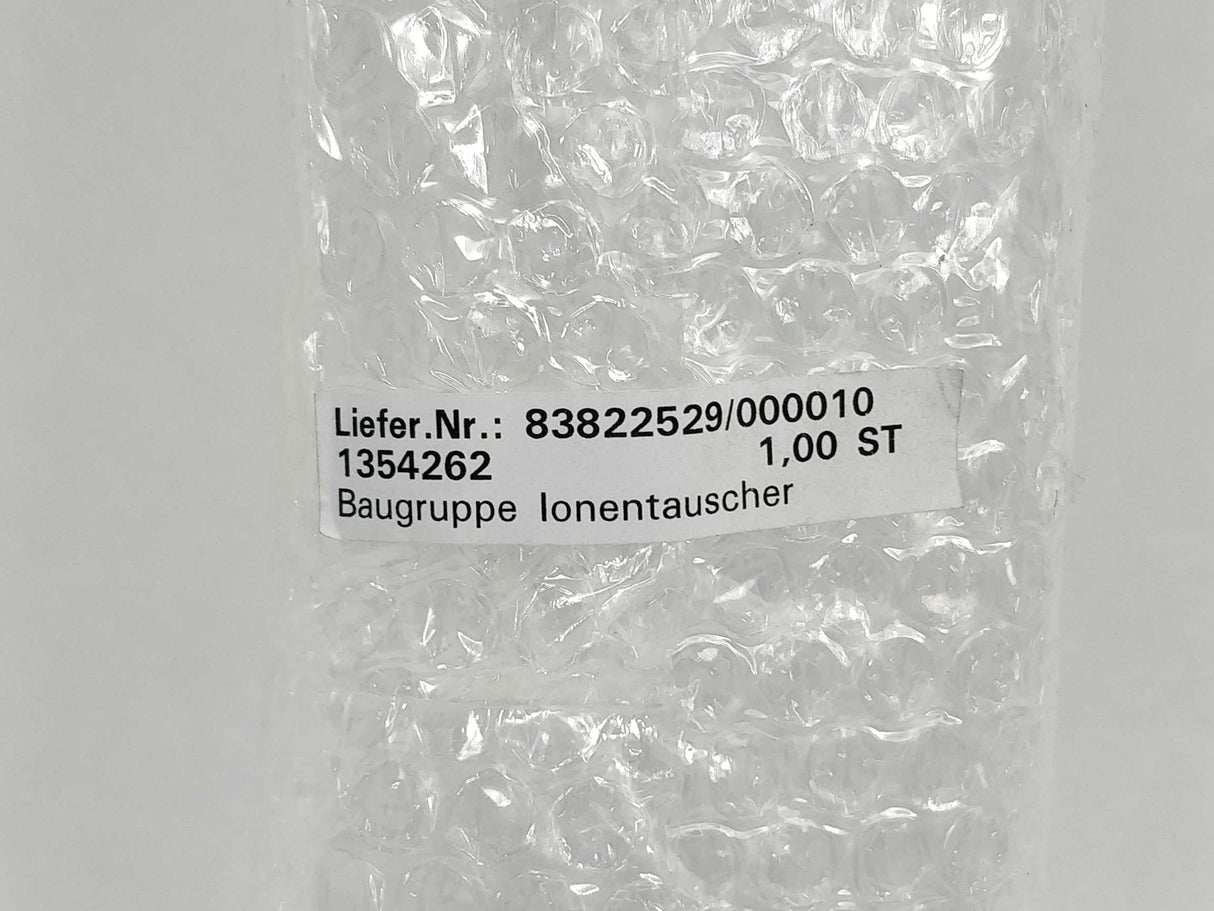 Liefer.Nr.: 83822529/000010
1354262 1,00 ST
Baugruppe Ionentauscher